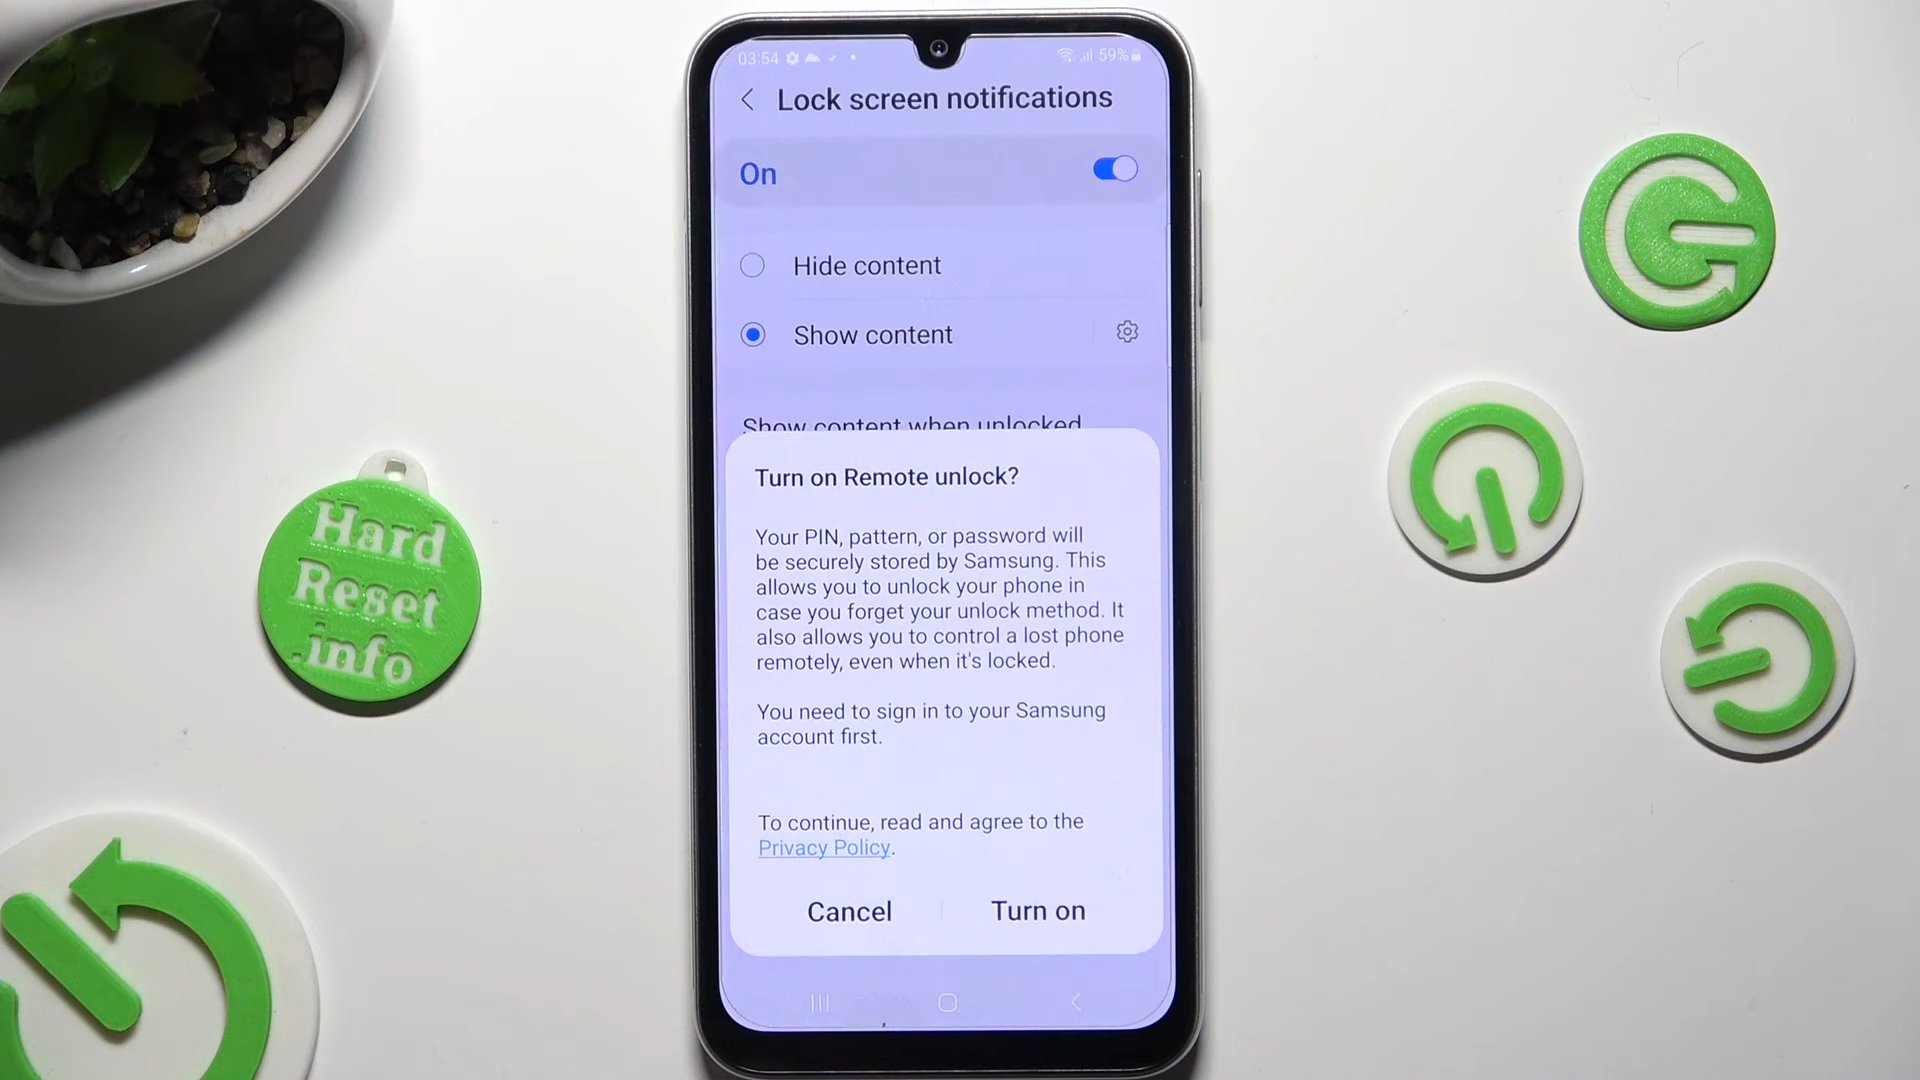 03:54
59%
Lock screen notifications
On
Hide content
Show content
Show content when unlocked
Turn on Remote unlock?
Your PIN, pattern, or password will
be securely stored by Samsung. This
allows you to unlock your phone in
case you forget your unlock method. It
also allows you to control a lost phone
remotely, even when it's locked.
You need to sign in to your Samsung
account first.
To continue, read and agree to the
Privacy Policy.
Cancel
Turn on
Hard
Reset
.info